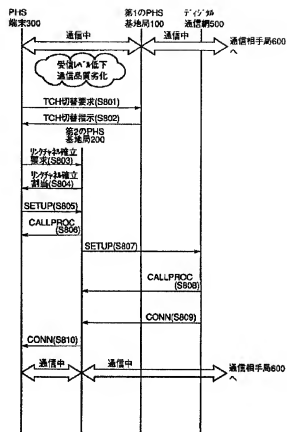 PHS
端末300
第1のPHS
基地局100
ディジタル
通信網500
通信中
通信中
通信相手局600
へ
受信レベル低下
通信品質劣化
TCH切替要求(S801)
TCH切替指示(S802)
第2のPHS
基地局200
リンクチャネル確立
要求(S803)
リンクチャネル確立
割当(S804)
SETUP(S805)
CALLPROC
(S806)
SETUP(S807)
CALLPROC
(S808)
CONN(S809)
CONN(S810)
通信中
通信中
通信相手局600
へ